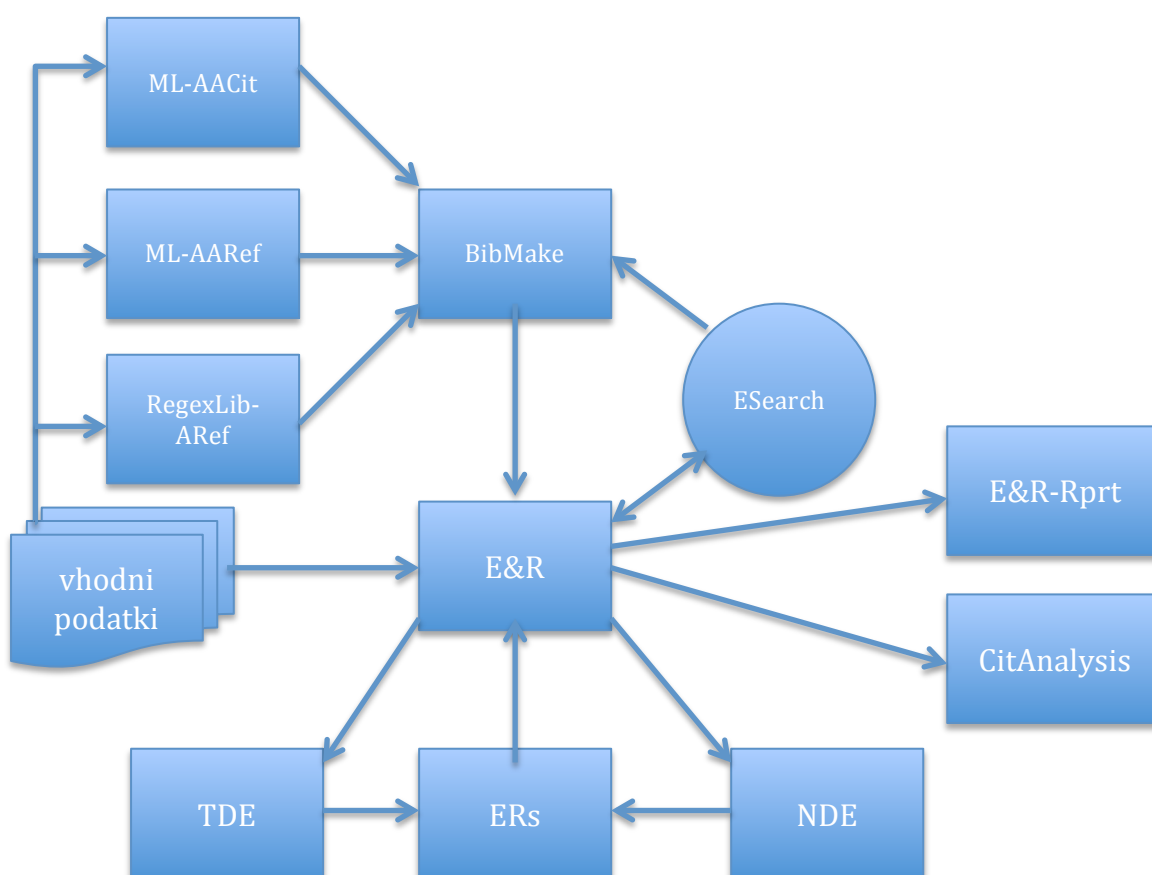 ML-AACit
ML-AARef
BibMake
RegexLib-
ARef
ESearch
E&R-Rprt
E&R
vhodni
podatki
CitAnalysis
TDE
ERs
NDE